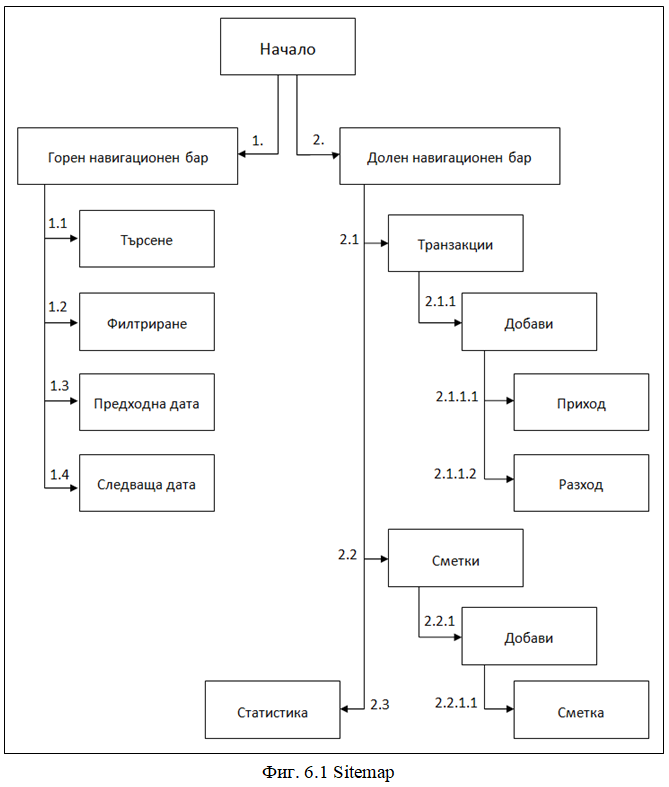 Начало
1.
2.
Горен навигационен бар
Долен навигационен бар
1.1
Търсене
1.2
Филтриране
1.3
Предходна дата
1.4
Следваща дата
2.1
Транзакции
2.1.1
Добави
2.1.1.1
Приход
2.1.1.2
Разход
2.2
Сметки
2.2.1
Добави
2.2.1.1
Сметка
2.3
Статистика
Фиг. 6.1 Sitemap